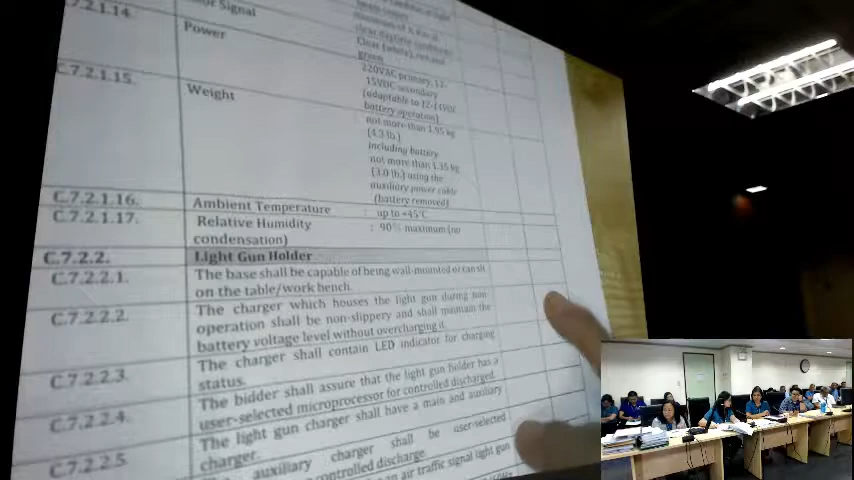 C.7.2.1.14.
Signal
Power
220VAC primary, 12-
15VDC secondary
(adaptable to 12-14VDC
battery operation)
C.7.2.1.15.
Weight
not more than 1.95 kg
(4.3 lb.)
including battery
not more than 1.35 kg
(3.0 lb.) using the
auxiliary power cable
(battery removed)
C.7.2.1.16.
Ambient Temperature : up to +45°C
C.7.2.1.17.
Relative Humidity : 90% maximum (no
condensation)
C.7.2.2.
Light Gun Holder
C.7.2.2.1.
The base shall be capable of being wall-mounted or can sit
on the table/work bench.
C.7.2.2.2.
The charger which houses the light gun during non
operation shall be non-slippery and shall maintain the
battery voltage level without overcharging it.
C.7.2.2.3.
The charger shall contain LED indicator for charging
status.
C.7.2.2.4.
The bidder shall assure that the light gun holder has a
user-selected microprocessor for controlled discharged.
C.7.2.2.5
The light gun charger shall have a main and auxiliary
charger.
auxiliary charger shall be user-selected
controlled discharge
air traffic signal light gun